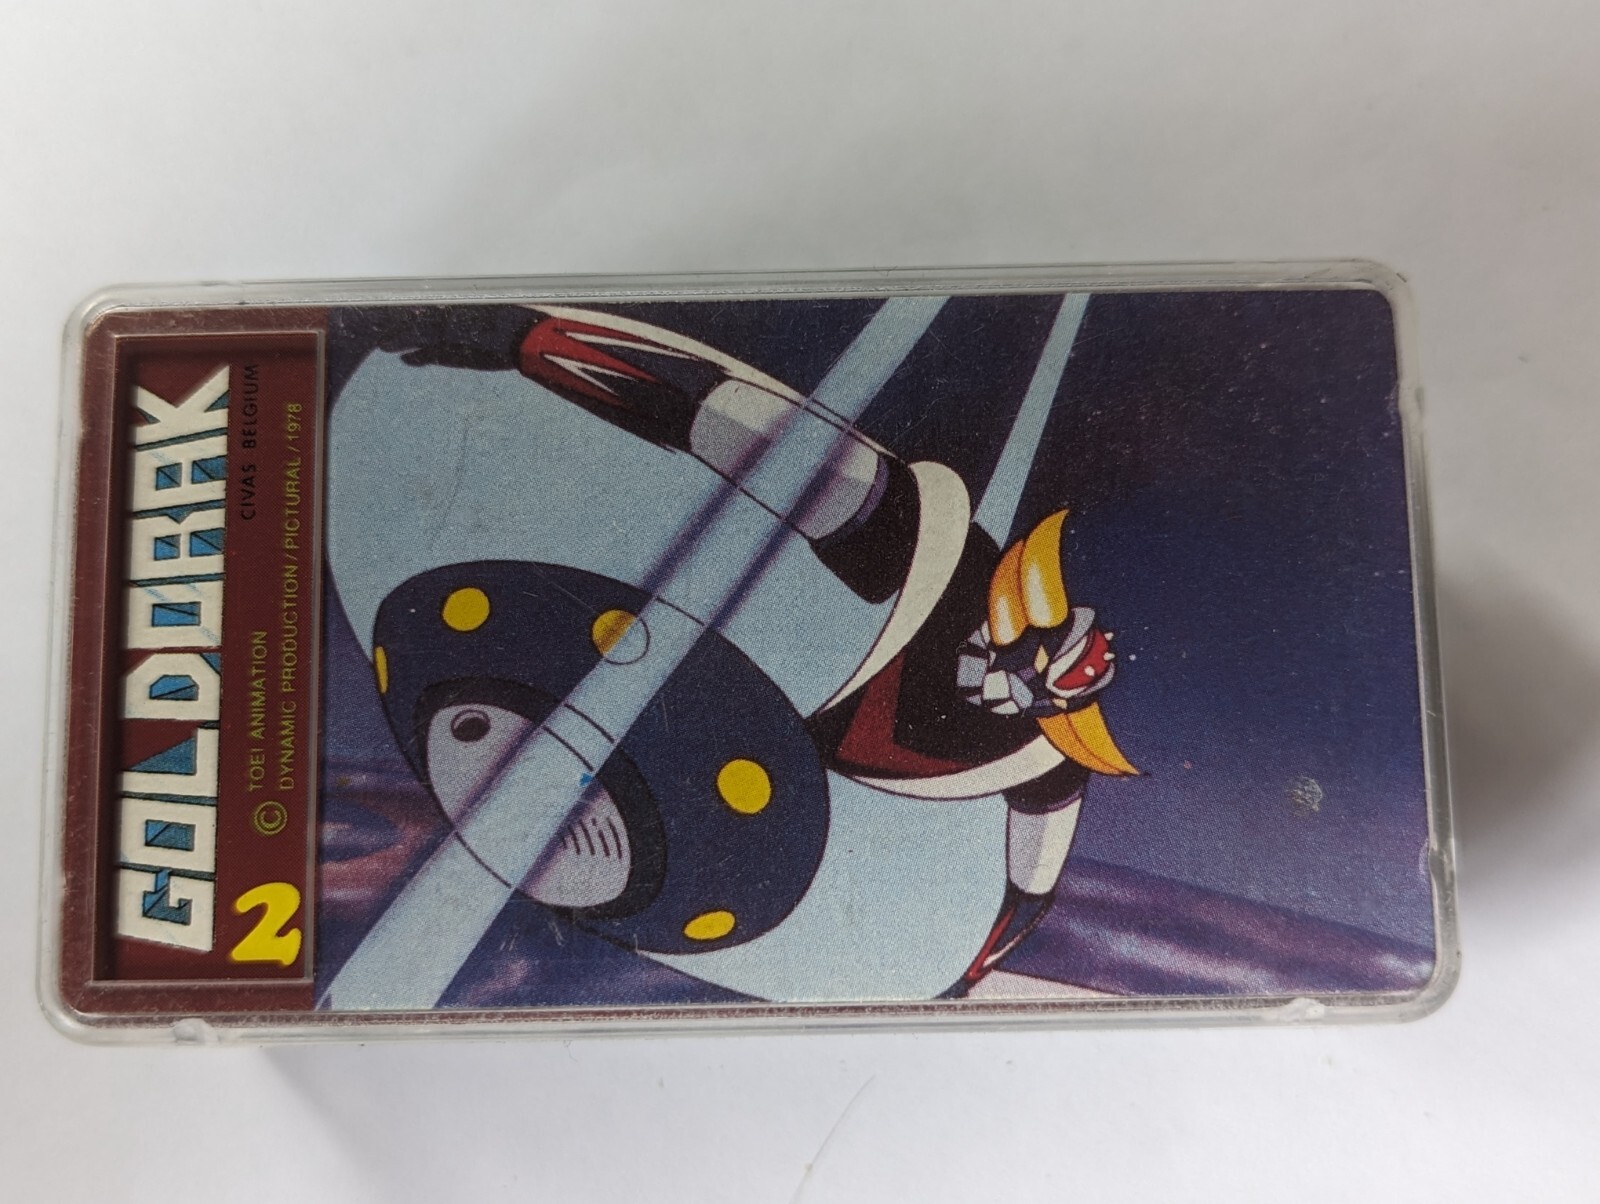 GOLDORAK
CIVAS BELGIUM
2
© TOEI ANIMATION
DYNAMIC PRODUCTION / PICTURAL / 1978